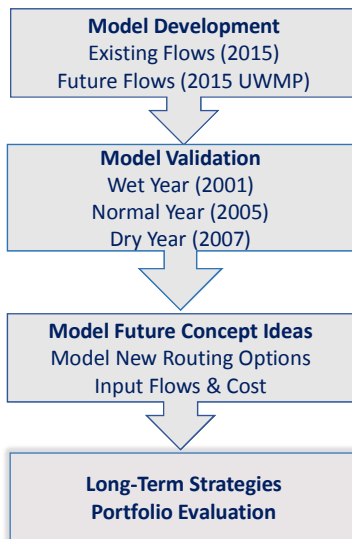 Model Development
Existing Flows (2015)
Future Flows (2015 UWMP)
Model Validation
Wet Year (2001)
Normal Year (2005)
Dry Year (2007)
Model Future Concept Ideas
Model New Routing Options
Input Flows & Cost
Long-Term Strategies
Portfolio Evaluation